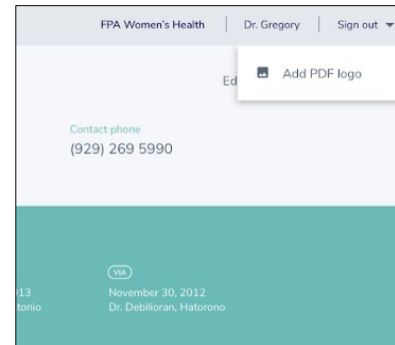 FPA Women's Health Dr. Gregory Sign out
Add PDF logo
Ed
Contact phone
(929) 269 5990
VIA
013 November 30, 2012
tonio Dr. Debilioran, Hatorono